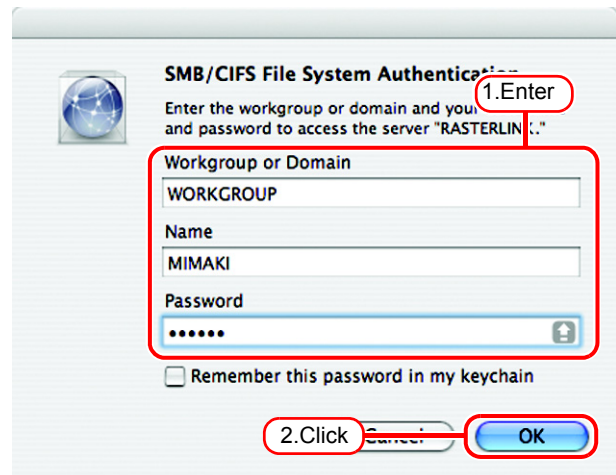 SMB/CIFS File System Authentication
1.Enter
Enter the workgroup or domain and your
and password to access the server "RASTERLINK."
Workgroup or Domain
WORKGROUP
Name
MIMAKI
Password
••••••
Remember this password in my keychain
2.Click
Cancel
OK